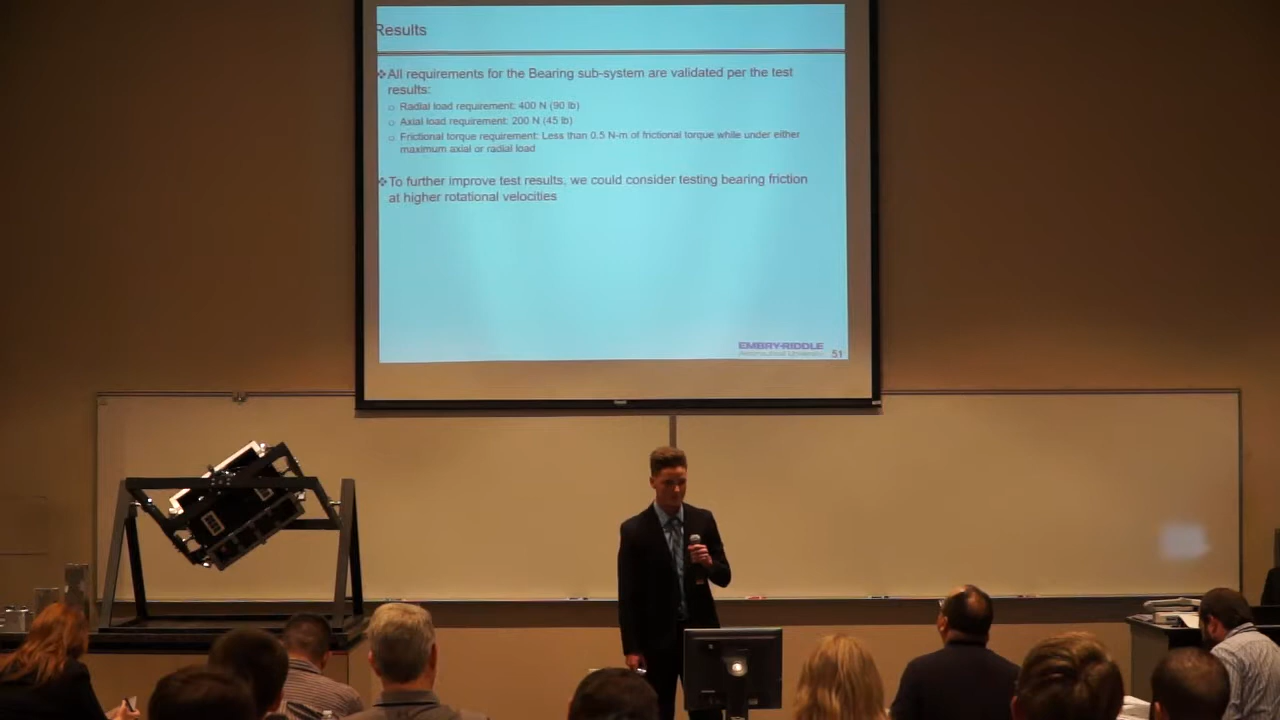 Results
❖All requirements for the Bearing sub-system are validated per the test
results:
○ Radial load requirement: 400 N (90 lb)
○ Axial load requirement: 200 N (45 lb)
○ Frictional torque requirement: Less than 0.5 N-m of frictional torque while under either
maximum axial or radial load
❖To further improve test results, we could consider testing bearing friction
at higher rotational velocities
EMBRY-RIDDLE
Aeronautical University
51